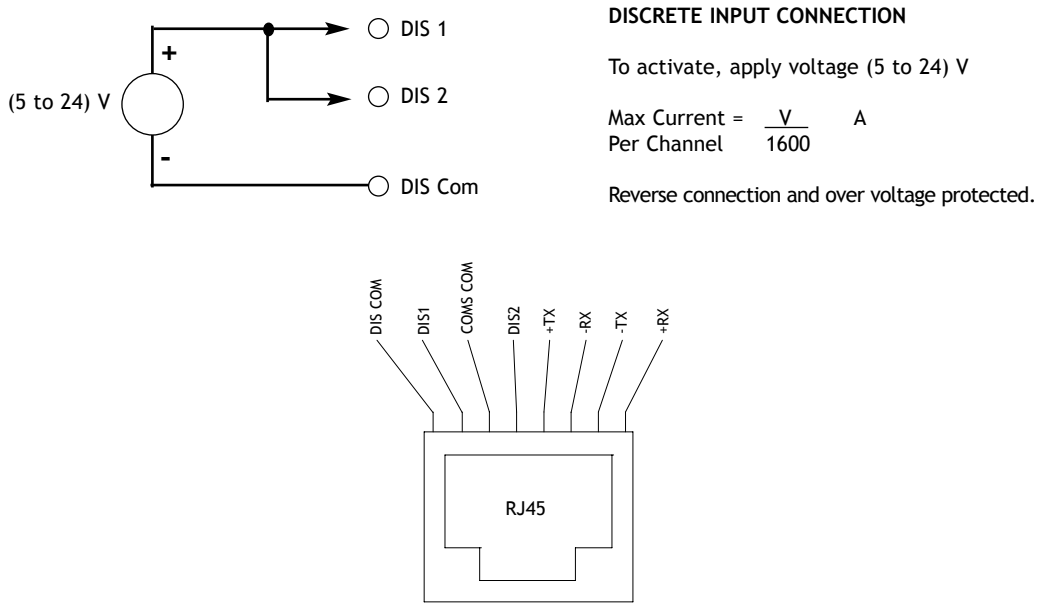 DISCRETE INPUT CONNECTION
DIS 1
+
To activate, apply voltage (5 to 24) V
(5 to 24) V
DIS 2
Max Current = V A
Per Channel 1600
-
DIS Com
Reverse connection and over voltage protected.
DIS COM
DIS1
COMS COM
DIS2
+TX
-RX
-TX
+RX
RJ45